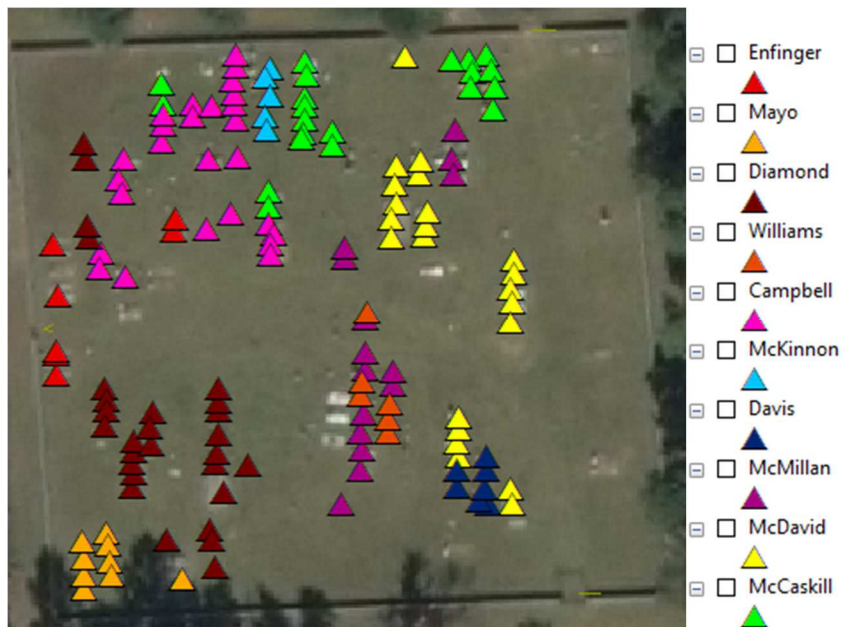 Enfinger
Mayo
Diamond
Williams
Campbell
McKinnon
Davis
McMillan
McDavid
McCaskill